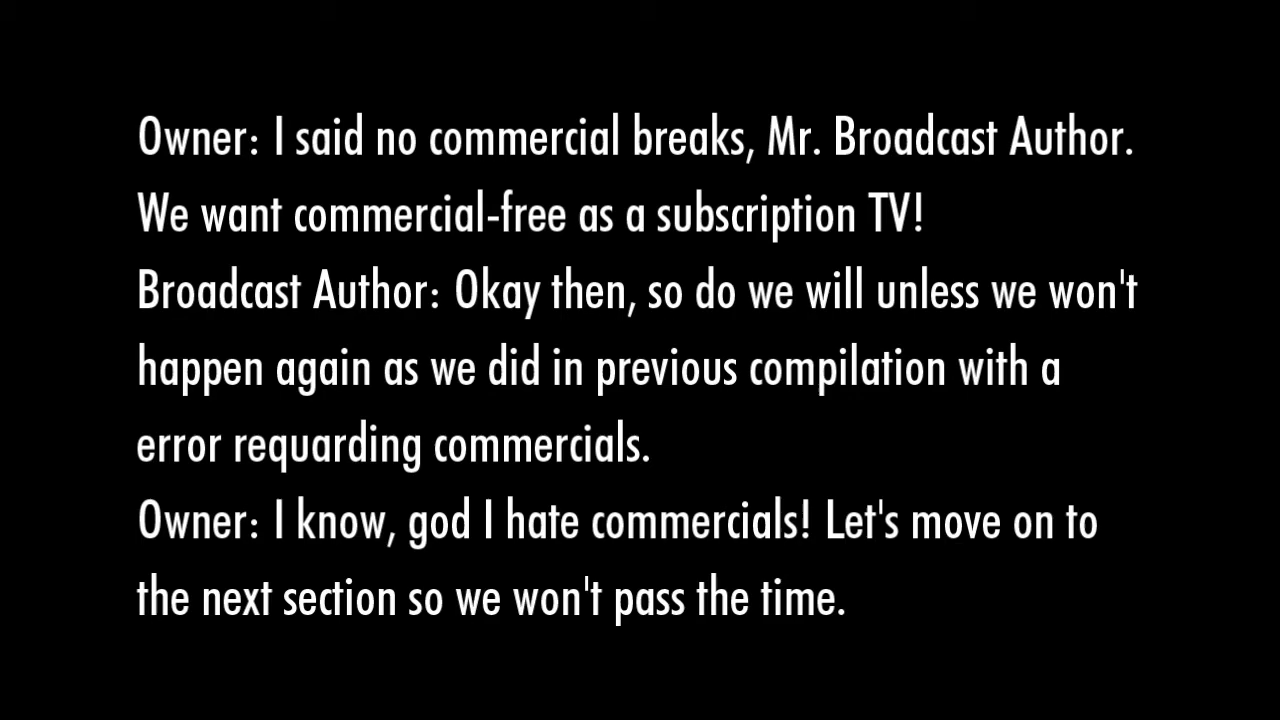 Owner: I said no commercial breaks, Mr. Broadcast Author.
We want commercial-free as a subscription TV!
Broadcast Author: Okay then, so do we will unless we won't
happen again as we did in previous compilation with a
error requarding commercials.
Owner: I know, god I hate commercials! Let's move on to
the next section so we won't pass the time.